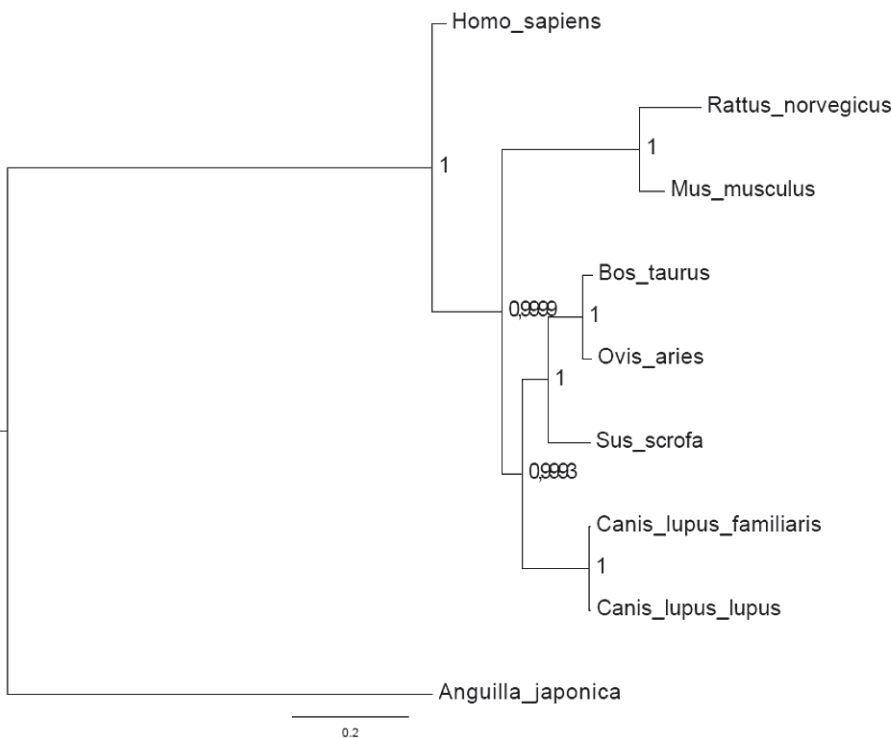 Homo_sapiens
Rattus_norvegicus
1
1
Mus_musculus
Bos_taurus
0,9999
1
Ovis_aries
1
Sus_scrofa
0,9993
Canis_lupus_familiaris
1
Canis_lupus_lupus
Anguilla_japonica
0.2